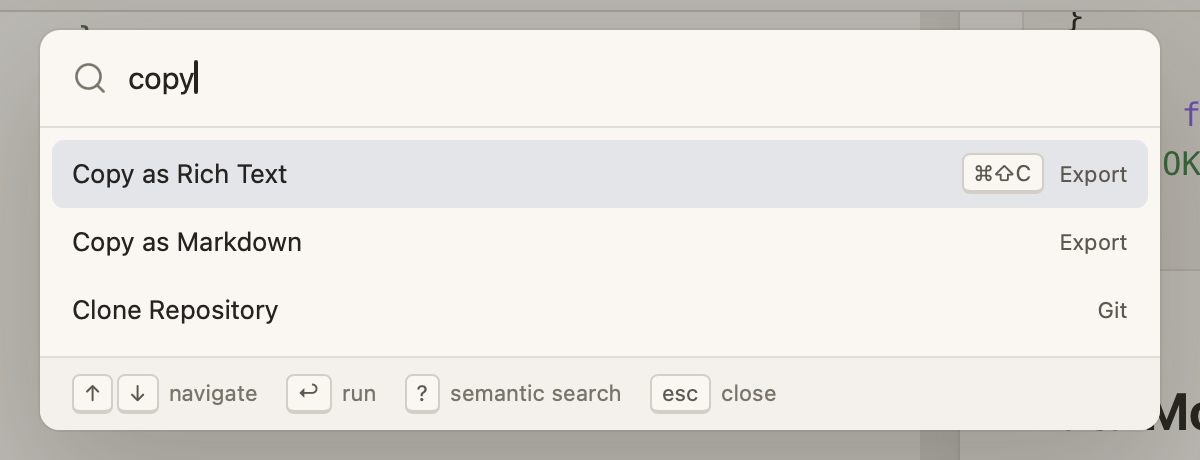 }
}
copy
f
Copy as Rich Text ⌘⇧C Export
OK
Copy as Markdown Export
Clone Repository Git
↑ ↓ navigate ↩ run ? semantic search esc close